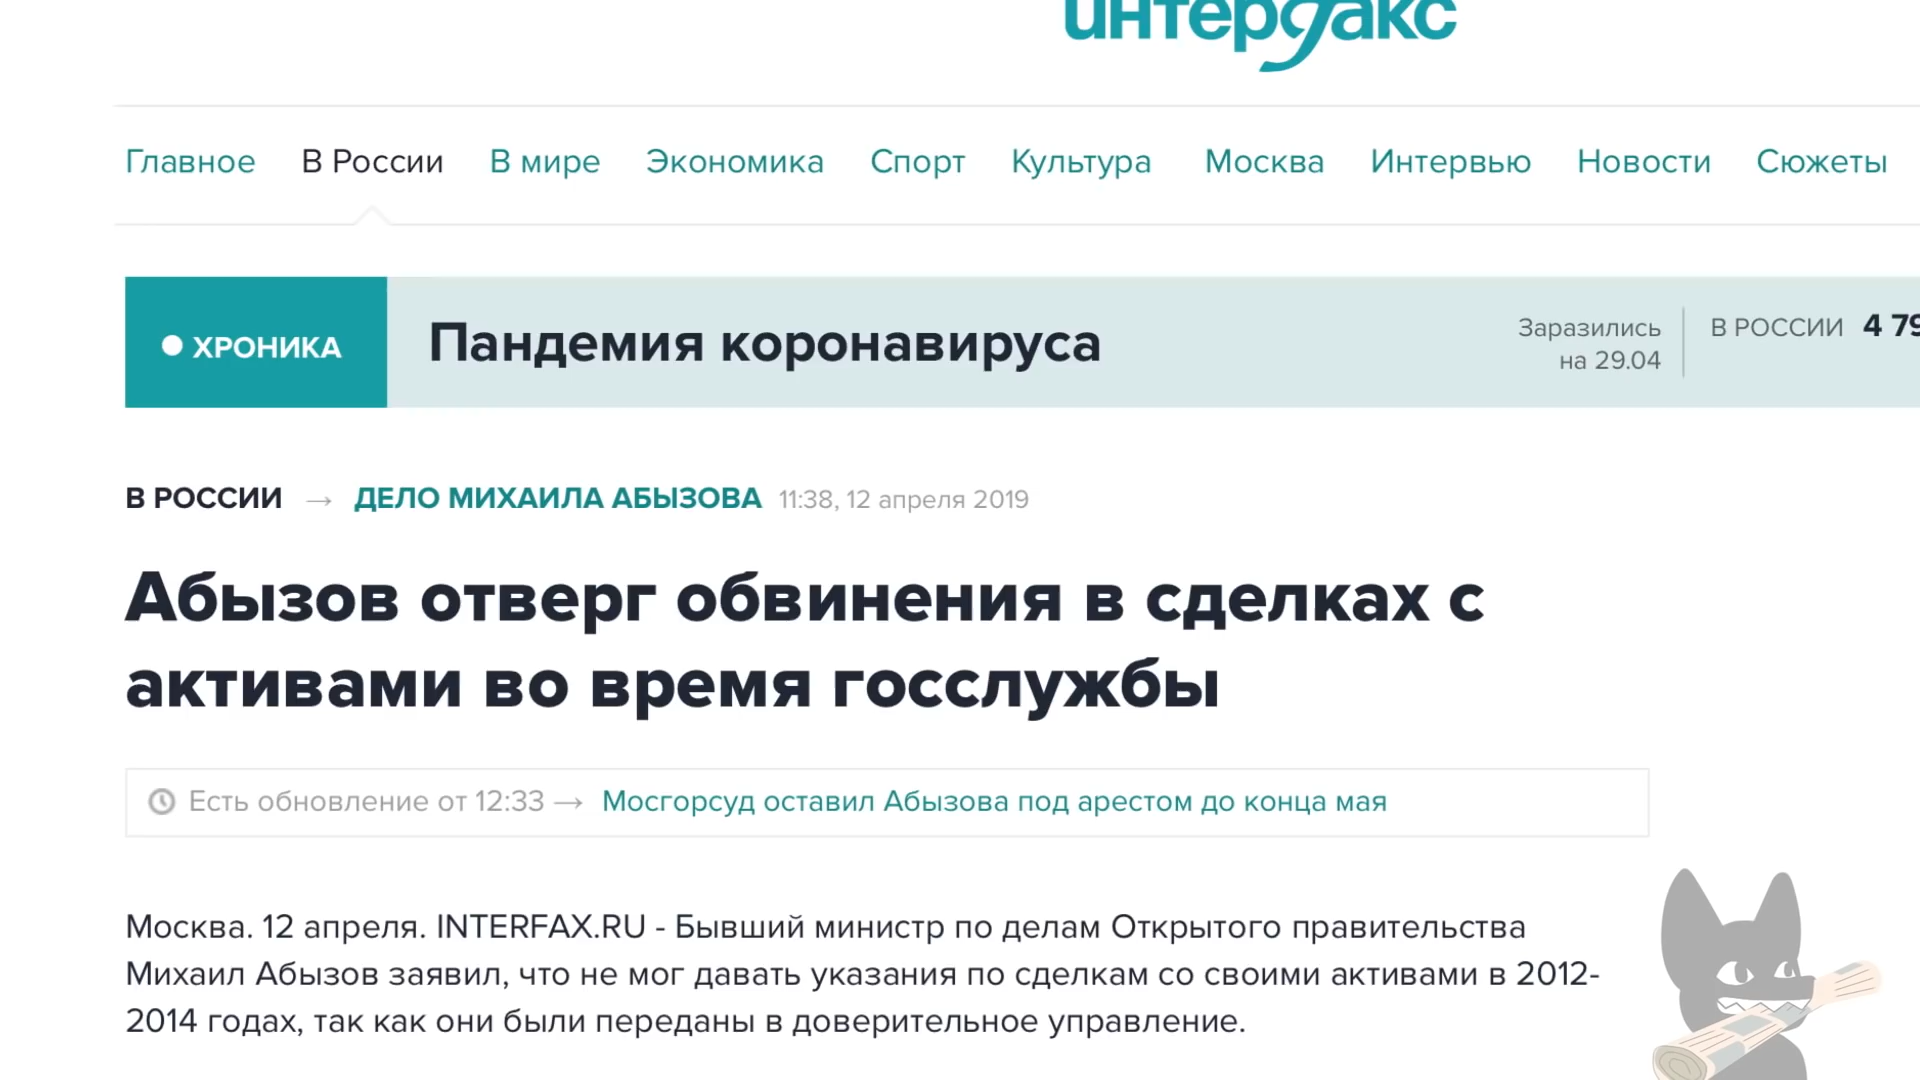 интерфакс
Главное В России В мире Экономика Спорт Культура Москва Интервью Новости Сюжеты
ХРОНИКА Пандемия коронавируса Заразились на 29.04 В РОССИИ 4 79
В РОССИИ → ДЕЛО МИХАИЛА АБЫЗОВА 11:38, 12 апреля 2019
Абызов отверг обвинения в сделках с
активами во время госслужбы
Есть обновление от 12:33 → Мосгорсуд оставил Абызова под арестом до конца мая
Москва. 12 апреля. INTERFAX.RU - Бывший министр по делам Открытого правительства
Михаил Абызов заявил, что не мог давать указания по сделкам со своими активами в 2012-
2014 годах, так как они были переданы в доверительное управление.